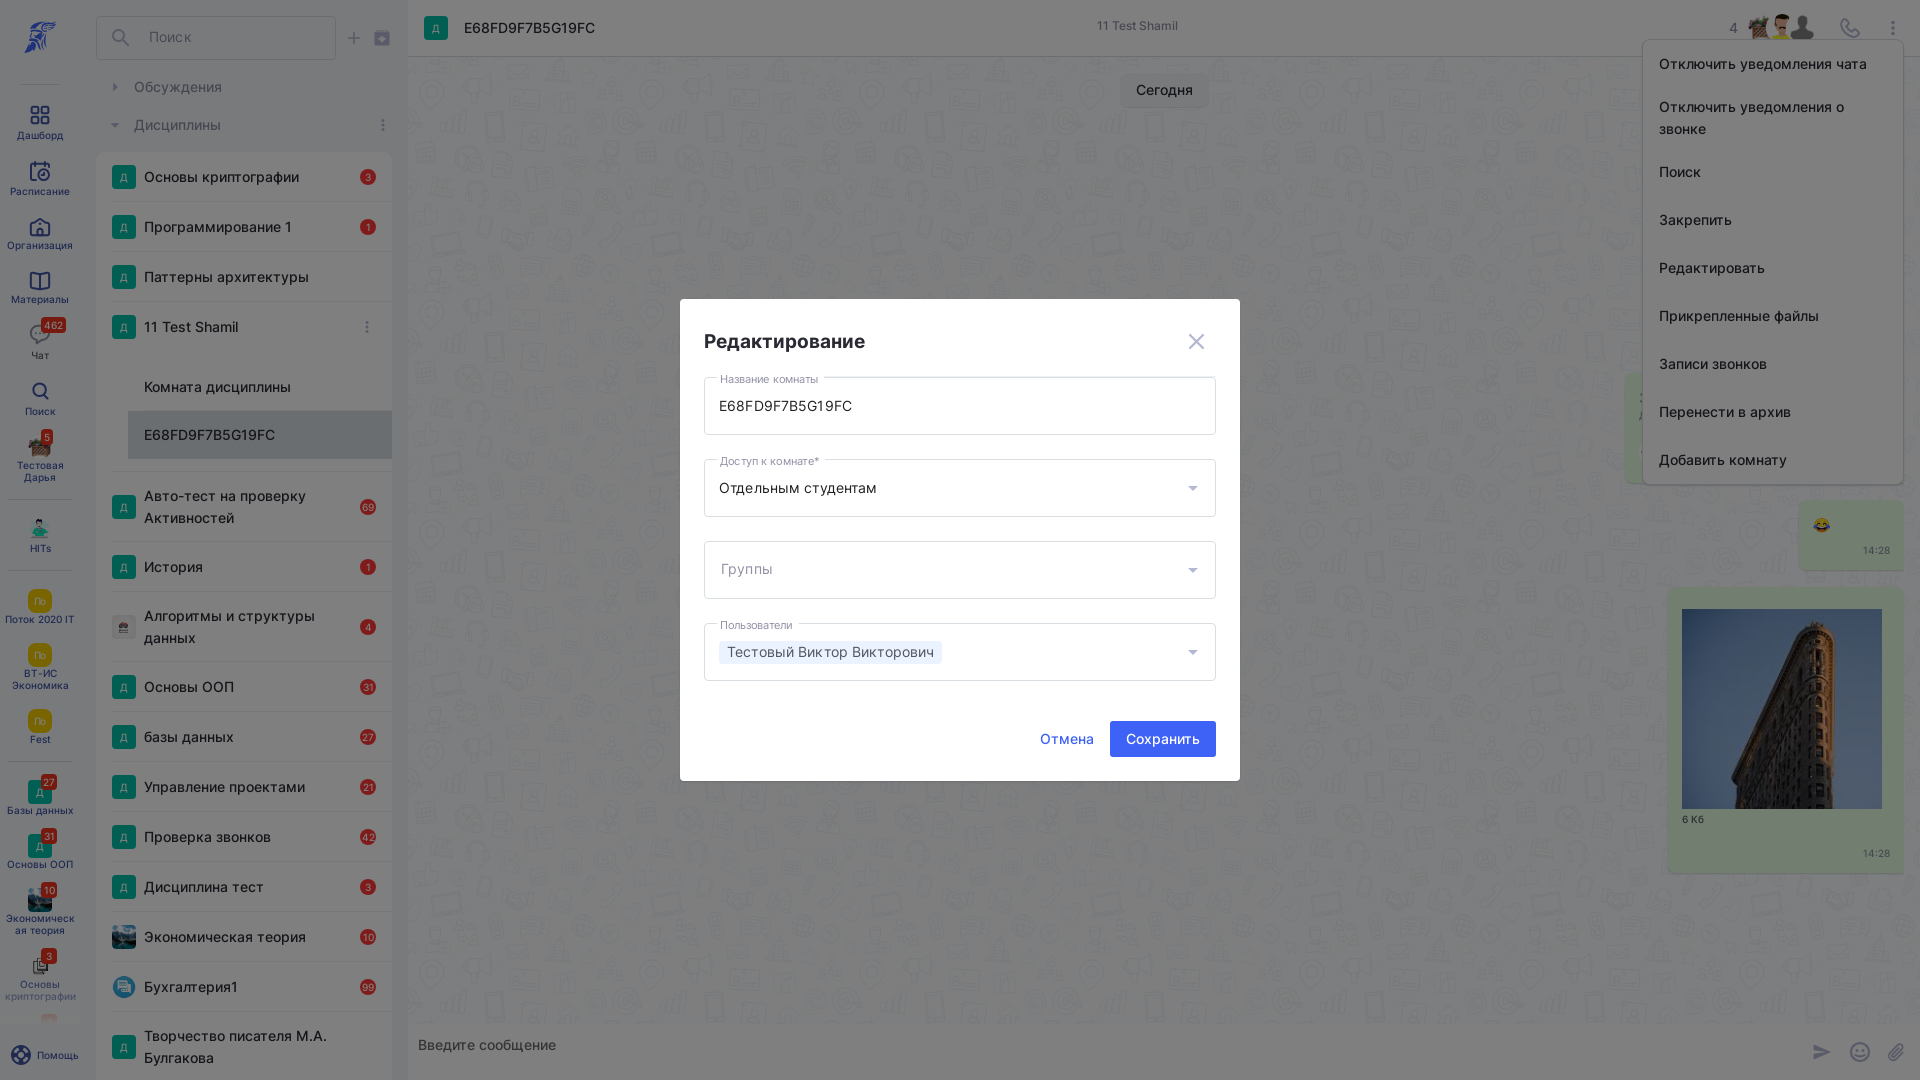 Дашборд
Расписание
Организация
Материалы
462
Чат
Поиск
5
Тестовая
Дарья
HITs
По
Поток 2020 IT
По
ВТ-ИС
Экономика
По
Fest
27
Д
Базы данных
31
Д
Основы ООП
10
Экономическ
ая теория
3
Основы
криптографии
Помощь
Поиск
Обсуждения
Дисциплины
Д
Основы криптографии
3
Д
Программирование 1
1
Д
Паттерны архитектуры
Д
11 Test Shamil
Комната дисциплины
E68FD9F7B5G19FC
Д
Авто-тест на проверку
Активностей
69
Д
История
1
Алгоритмы и структуры
данных
4
Д
Основы ООП
31
Д
базы данных
27
Д
Управление проектами
21
Д
Проверка звонков
42
Д
Дисциплина тест
3
Экономическая теория
10
Бухгалтерия1
99
Д
Творчество писателя М.А.
Булгакова
Д
E68FD9F7B5G19FC
11 Test Shamil
4
Сегодня
Отключить уведомления чата
Отключить уведомления о
звонке
Поиск
Закрепить
Редактировать
Прикрепленные файлы
Записи звонков
Перенести в архив
Добавить комнату
14:28
6 Кб
14:28
Введите сообщение
Редактирование
Название комнаты
E68FD9F7B5G19FC
Доступ к комнате*
Отдельным студентам
Группы
Пользователи
Тестовый Виктор Викторович
Отмена
Сохранить